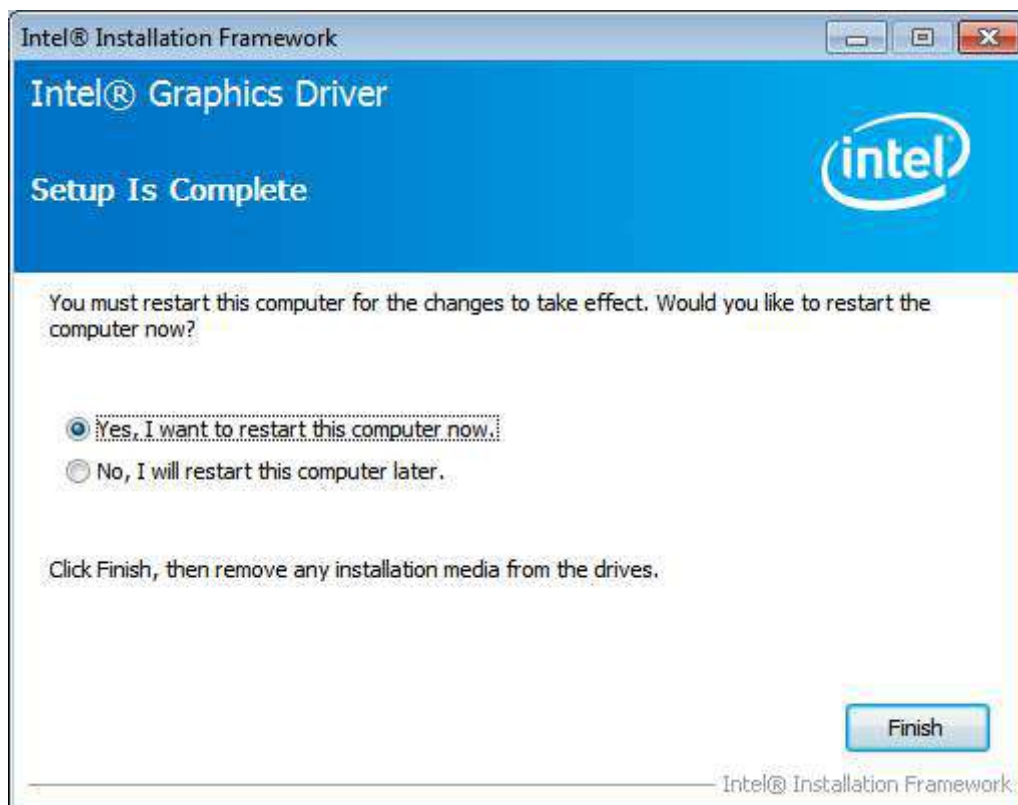 Intel® Installation Framework
Intel® Graphics Driver
intel
Setup Is Complete
You must restart this computer for the changes to take effect. Would you like to restart the
computer now?
Yes, I want to restart this computer now.
No, I will restart this computer later.
Click Finish, then remove any installation media from the drives.
Finish
Intel® Installation Framework